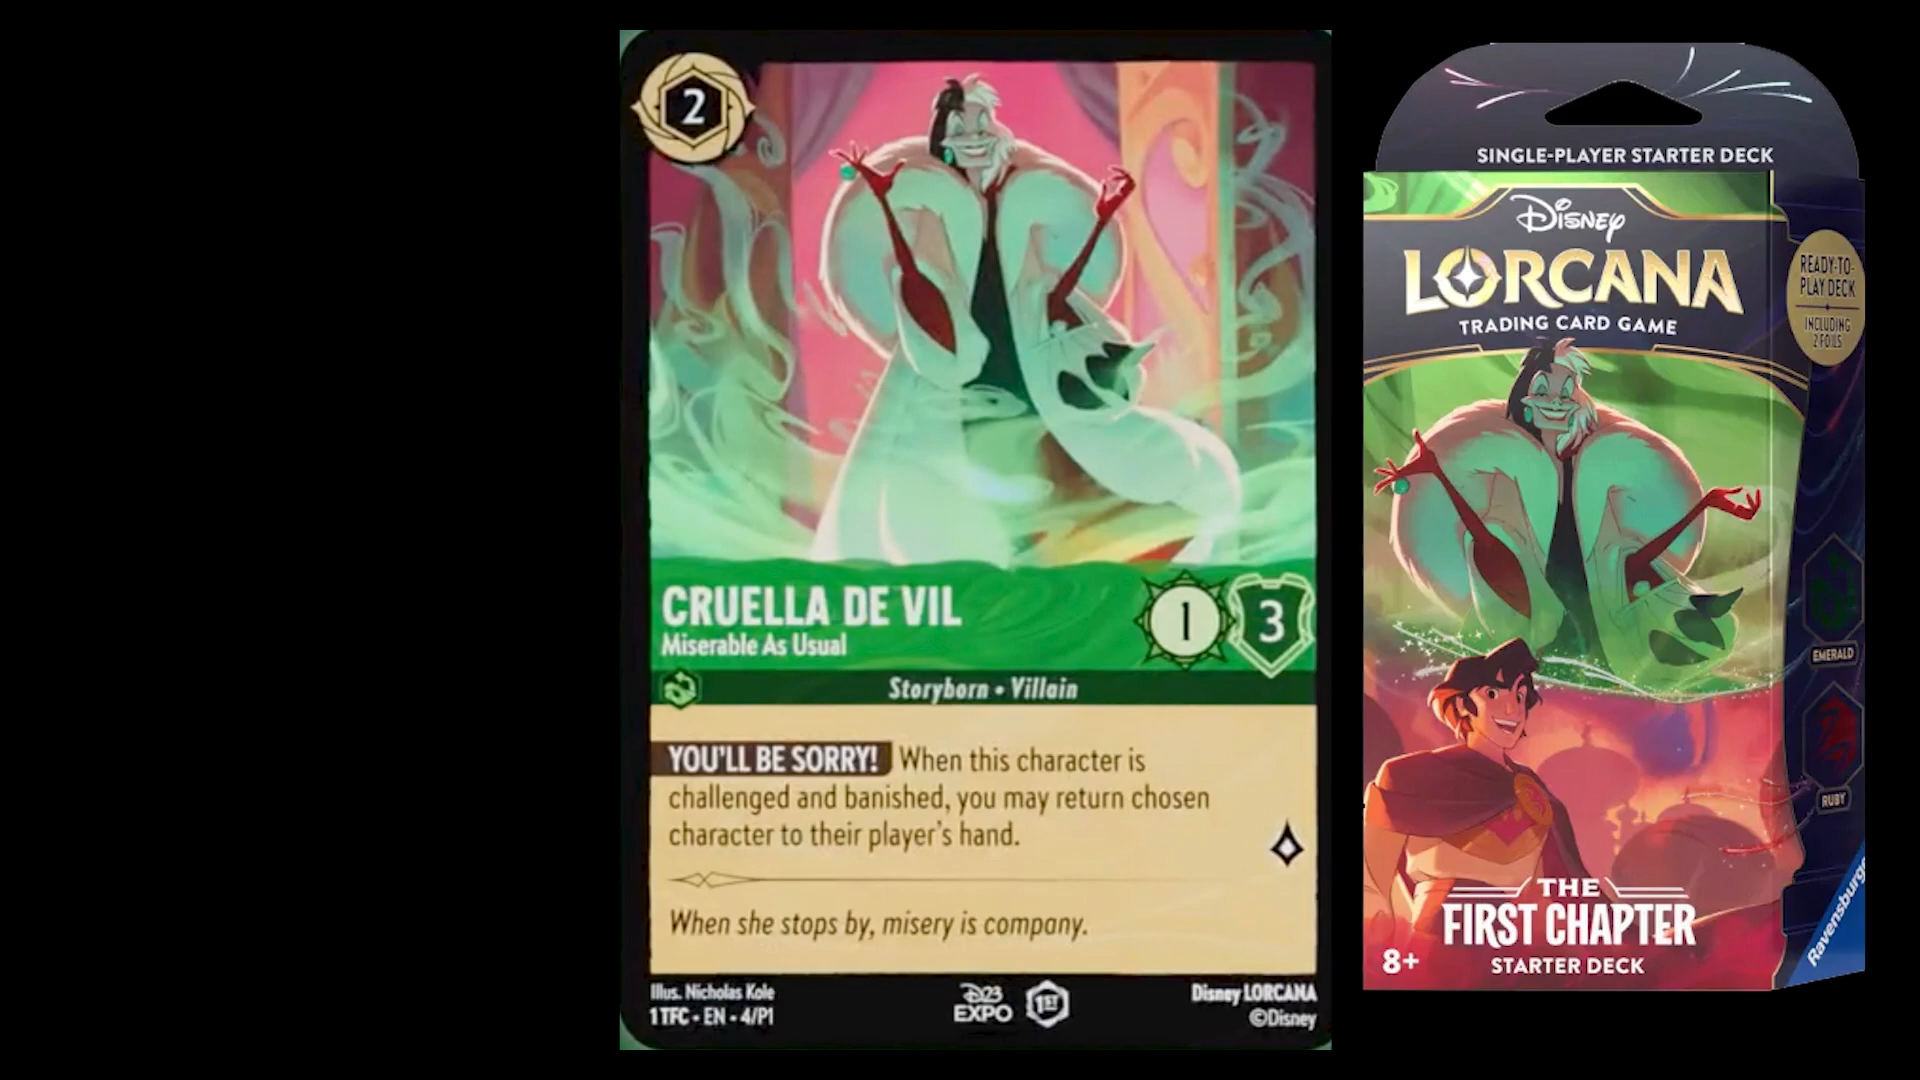 2
CRUELLA DE VIL
Miserable As Usual
1
3
Storyborn • Villain
YOU'LL BE SORRY! When this character is
challenged and banished, you may return chosen
character to their player's hand.
When she stops by, misery is company.
Illus. Nicholas Kole
1TFC • EN • 4/P1
D23
EXPO
1ST
Disney LORCANA
©Disney
SINGLE-PLAYER STARTER DECK
Disney
LORCANA
TRADING CARD GAME
READY-TO-
PLAY DECK
INCLUDING
2 FOILS
EMERALD
RUBY
THE
FIRST CHAPTER
STARTER DECK
8+
Ravensburger